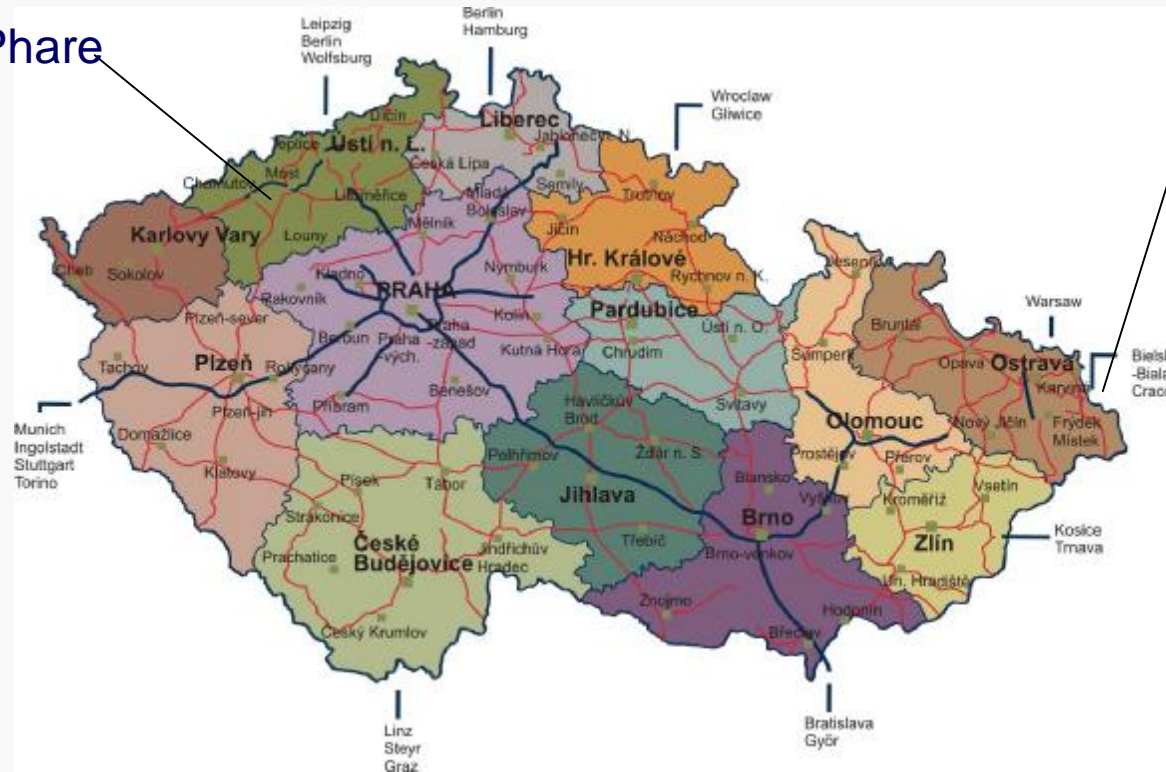 Phare
Leipzig
Berlin
Wolfsburg
Berlin
Hamburg
Wroclaw
Gliwice
Děčín
Teplice
Ústí n. L.
Liberec
Jablonec n. N.
Česká Lípa
Most
Chomutov
Litoměřice
Semily
Mladá
Boleslav
Trutnov
Jičín
Náchod
Louny
Mělník
Karlovy Vary
Cheb
Sokolov
Hr. Králové
Rychnov n. K.
Jeseník
Kladno
Rakovník
PRAHA
Nymburk
Kolín
Pardubice
Warsaw
Plzeň-sever
Beroun
Praha
-vých.
Praha
-západ
Kutná Hora
Chrudim
Ústí n. O.
Šumperk
Bruntál
Opava
Ostrava
Karviná
Tachov
Plzeň
Rokycany
Příbram
Benešov
Havlíčkův
Brod
Svitavy
Olomouc
Nový Jičín
Frýdek
Místek
Munich
Ingolstadt
Stuttgart
Torino
Plzeň-jih
Domažlice
Klatovy
Pelhřimov
Žďár n. S.
Prostějov
Přerov
Písek
Tábor
Jihlava
Blansko
Vyškov
Kroměříž
Vsetín
Strakonice
Brno
Zlín
Kosice
Trnava
Prachatice
České
Budějovice
Jindřichův
Hradec
Třebíč
Brno-venkov
Uh. Hradiště
Český Krumlov
Znojmo
Hodonín
Břeclav
Linz
Steyr
Graz
Bratislava
Györ